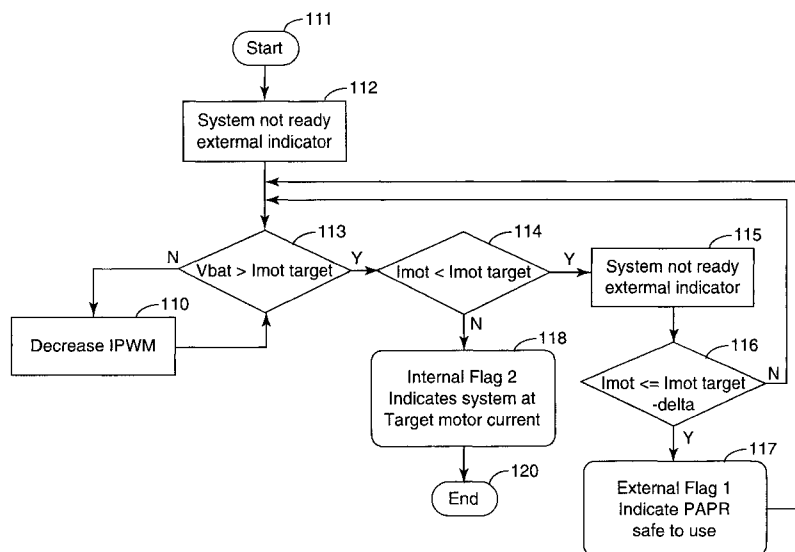 111
Start
112
System not ready
extermal indicator
113
N
Vbat > Imot target
Y
114
Imot < Imot target
Y
115
System not ready
external indicator
110
Decrease IPWM
N
118
Internal Flag 2
Indicates system at
Target motor current
116
Imot <= Imot target
-delta
N
Y
117
External Flag 1
Indicate PAPR
safe to use
120
End